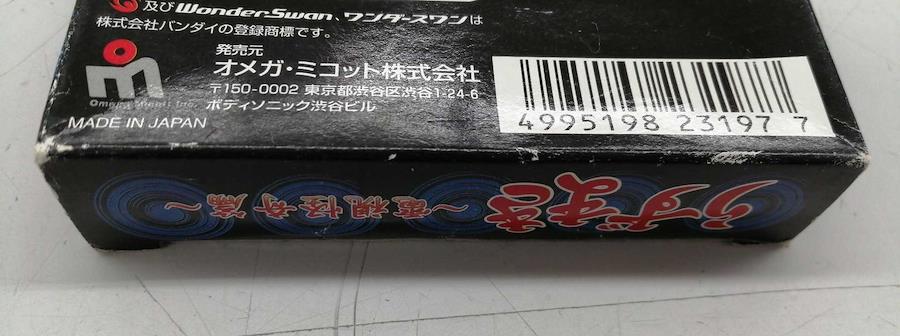 及びWonderSwan、ワンダースワンは
株式会社バンダイの登録商標です。
発売元
オメガ・ミコット株式会社
〒150-0002 東京都渋谷区渋谷1-24-6
ボディソニック渋谷ビル
Omega Micott Inc.
MADE IN JAPAN
4995198 23197 7
うずまき
～電視怪奇篇～